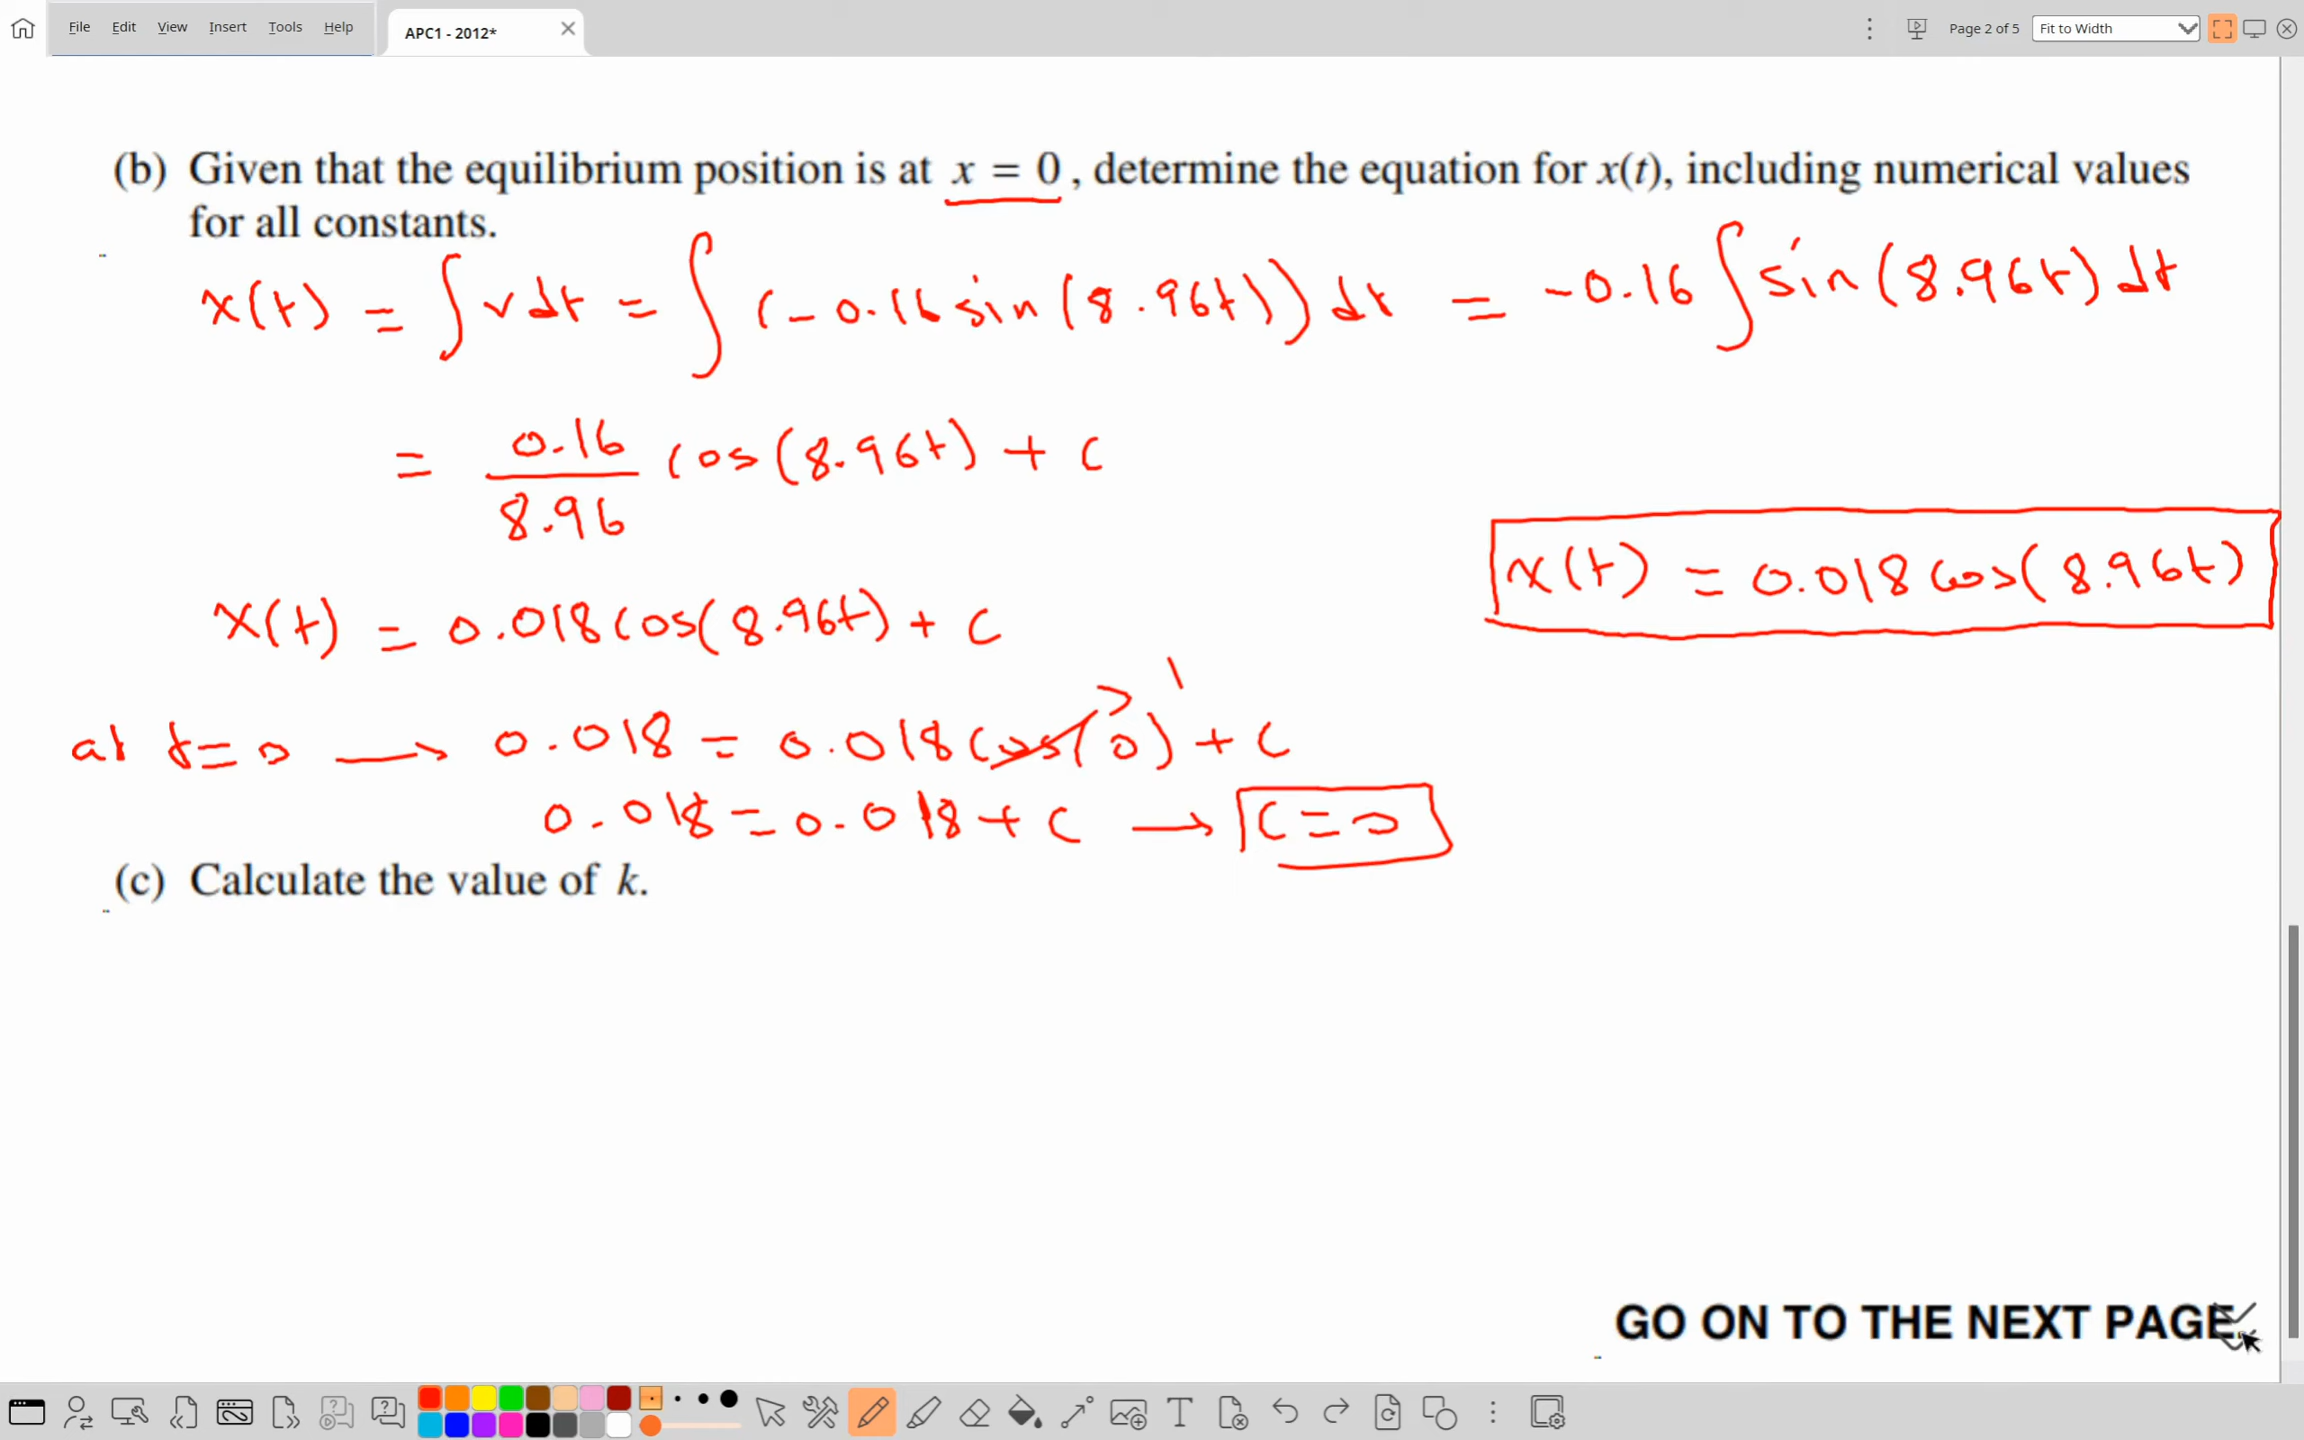 File Edit View Insert Tools Help APC1 - 2012* Page 2 of 5 Fit to Width
(b) Given that the equilibrium position is at x = 0, determine the equation for x(t), including numerical values
for all constants.
x(t) = ∫ v dt = ∫ (-0.16 sin(8.96t)) dt = -0.16 ∫ sin(8.96t) dt
= 0.16/8.96 cos(8.96t) + c
x(t) = 0.018 cos(8.96t)
x(t) = 0.018 cos(8.96t) + c
at t=0 → 0.018 = 0.018 cos(0) + c 1
0.018 = 0.018 + c → c = 0
(c) Calculate the value of k.
GO ON TO THE NEXT PAGE.